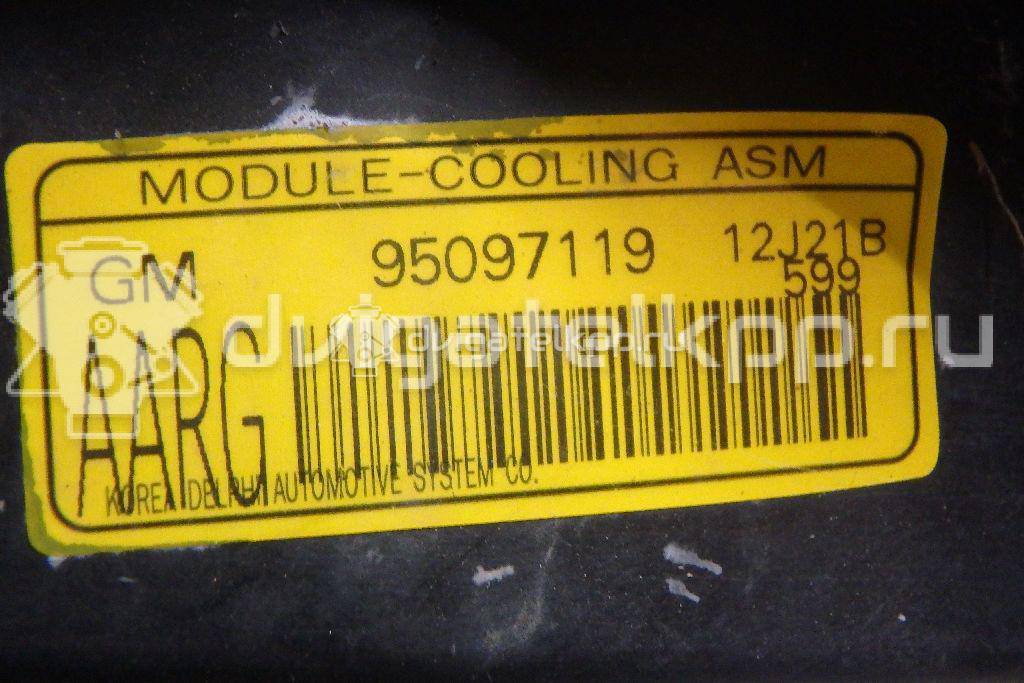 MODULE-COOLING ASM
GM 95097119 12J21B
599
AARG
KOREA DELPHI AUTOMOTIVE SYSTEM CO.
dvigatelkpp.ru